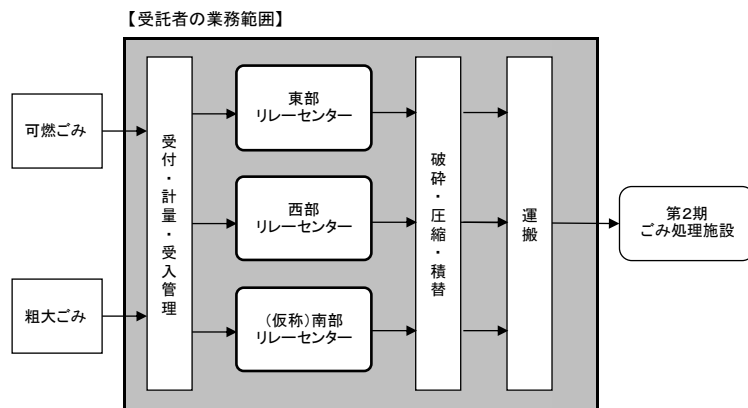 【受託者の業務範囲】
可燃ごみ
粗大ごみ
受付・計量・受入管理
東部
リレーセンター
西部
リレーセンター
（仮称）南部
リレーセンター
破砕・圧縮・積替
運搬
第2期
ごみ処理施設